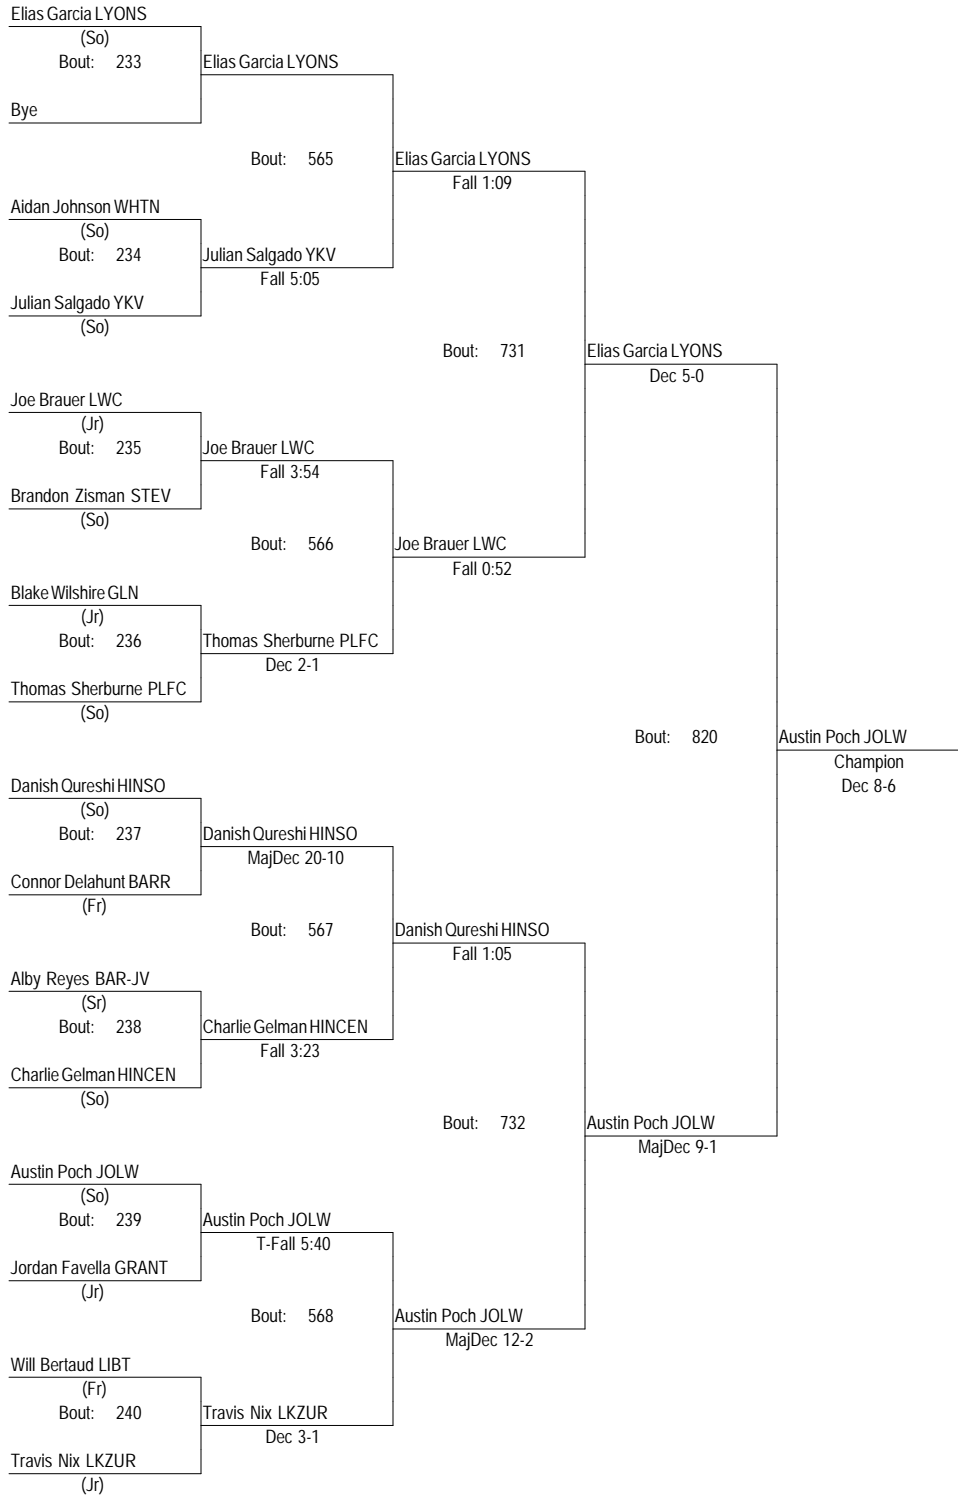 Elias Garcia LYONS
(So)
Bout: 233
Elias Garcia LYONS
Bye
Bout: 565
Elias Garcia LYONS
Fall 1:09
Aidan Johnson WHTN
(So)
Bout: 234
Julian Salgado YKV
Fall 5:05
Julian Salgado YKV
(So)
Bout: 731
Elias Garcia LYONS
Dec 5-0
Joe Brauer LWC
(Jr)
Bout: 235
Joe Brauer LWC
Fall 3:54
Brandon Zisman STEV
(So)
Bout: 566
Joe Brauer LWC
Fall 0:52
Blake Wilshire GLN
(Jr)
Bout: 236
Thomas Sherburne PLFC
Dec 2-1
Thomas Sherburne PLFC
(So)
Bout: 820
Austin Poch JOLW
Champion
Dec 8-6
Danish Qureshi HINSO
(So)
Bout: 237
Danish Qureshi HINSO
MajDec 20-10
Connor Delahunt BARR
(Fr)
Bout: 567
Danish Qureshi HINSO
Fall 1:05
Alby Reyes BAR-JV
(Sr)
Bout: 238
Charlie Gelman HINCEN
Fall 3:23
Charlie Gelman HINCEN
(So)
Bout: 732
Austin Poch JOLW
MajDec 9-1
Austin Poch JOLW
(So)
Bout: 239
Austin Poch JOLW
T-Fall 5:40
Jordan Favella GRANT
(Jr)
Bout: 568
Austin Poch JOLW
MajDec 12-2
Will Bertaud LIBT
(Fr)
Bout: 240
Travis Nix LKZUR
Dec 3-1
Travis Nix LKZUR
(Jr)